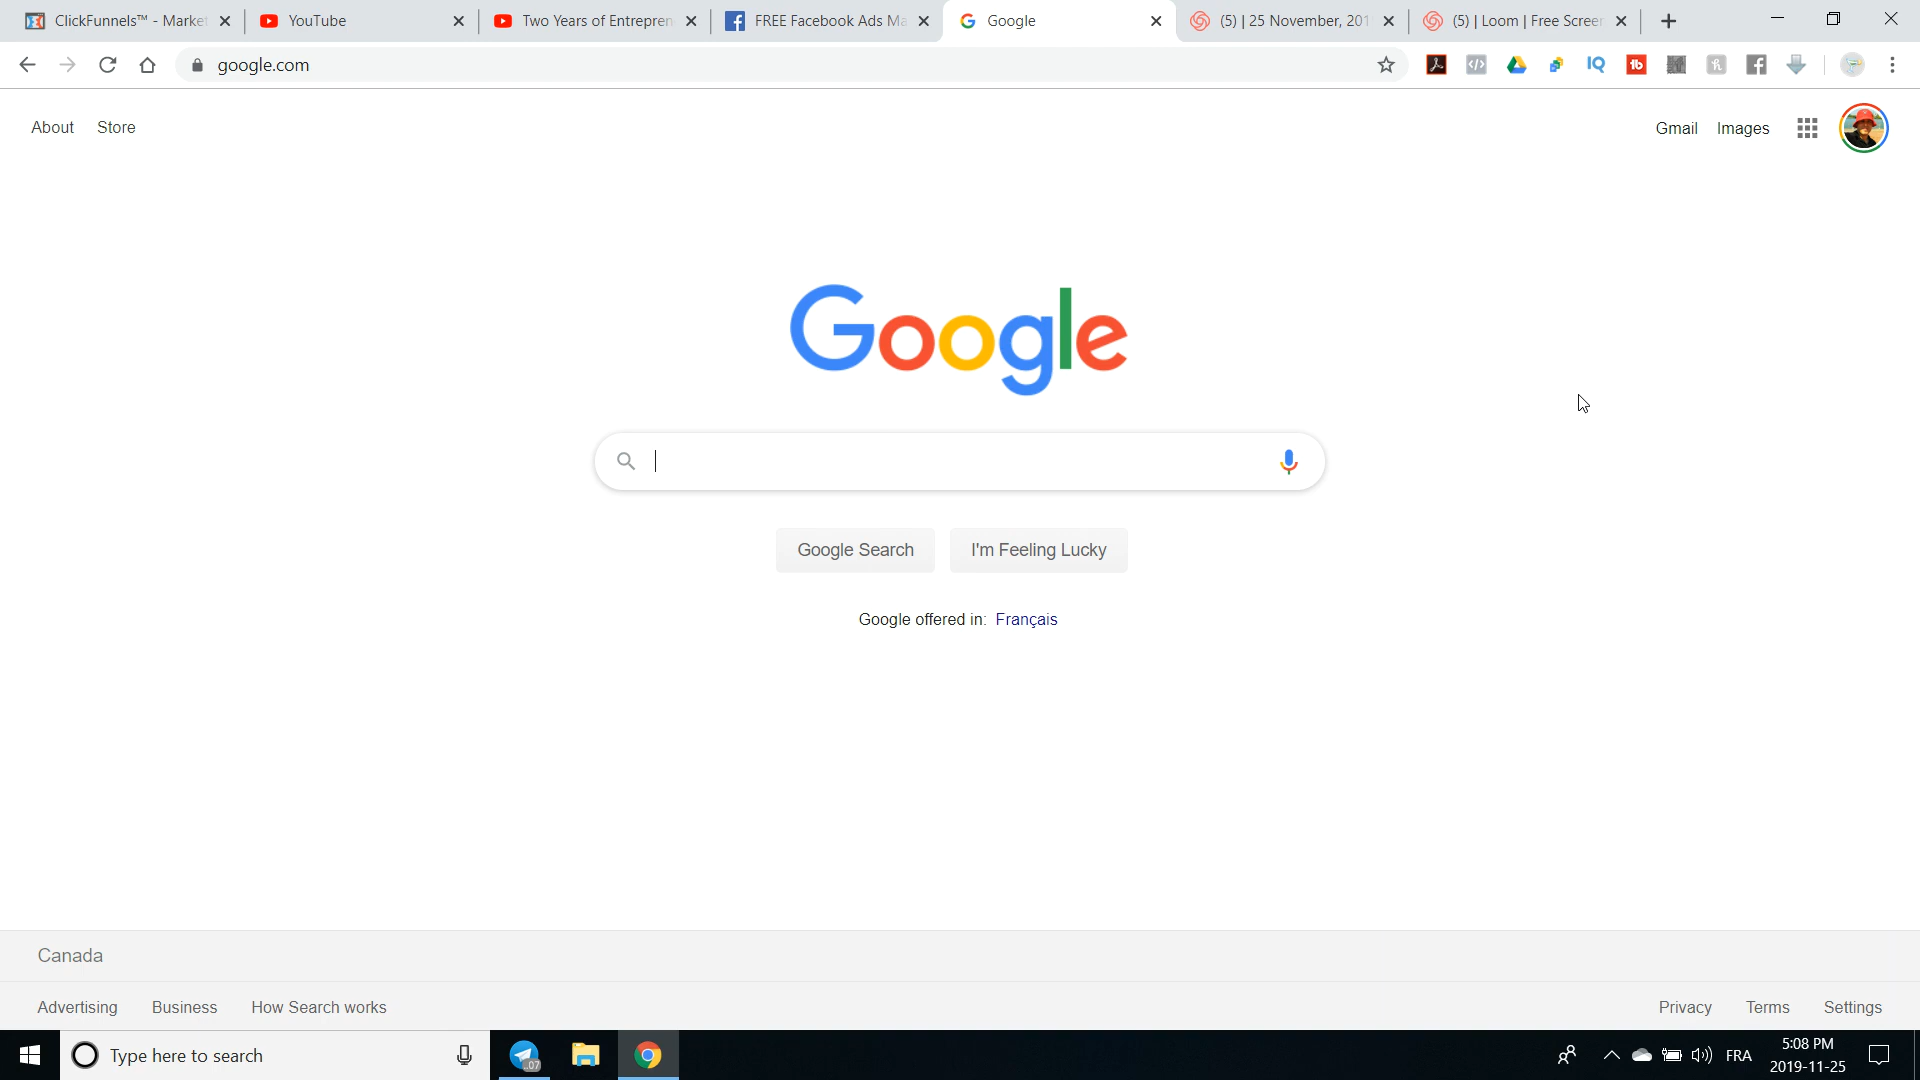 ClickFunnels™ - Market
YouTube
Two Years of Entrepren
FREE Facebook Ads Ma
Google
(5) | 25 November, 201
(5) | Loom | Free Screen
google.com
About
Store
Gmail
Images
Google
Google Search
I'm Feeling Lucky
Google offered in: Français
Canada
Advertising
Business
How Search works
Privacy
Terms
Settings
Type here to search
FRA
5:08 PM
2019-11-25